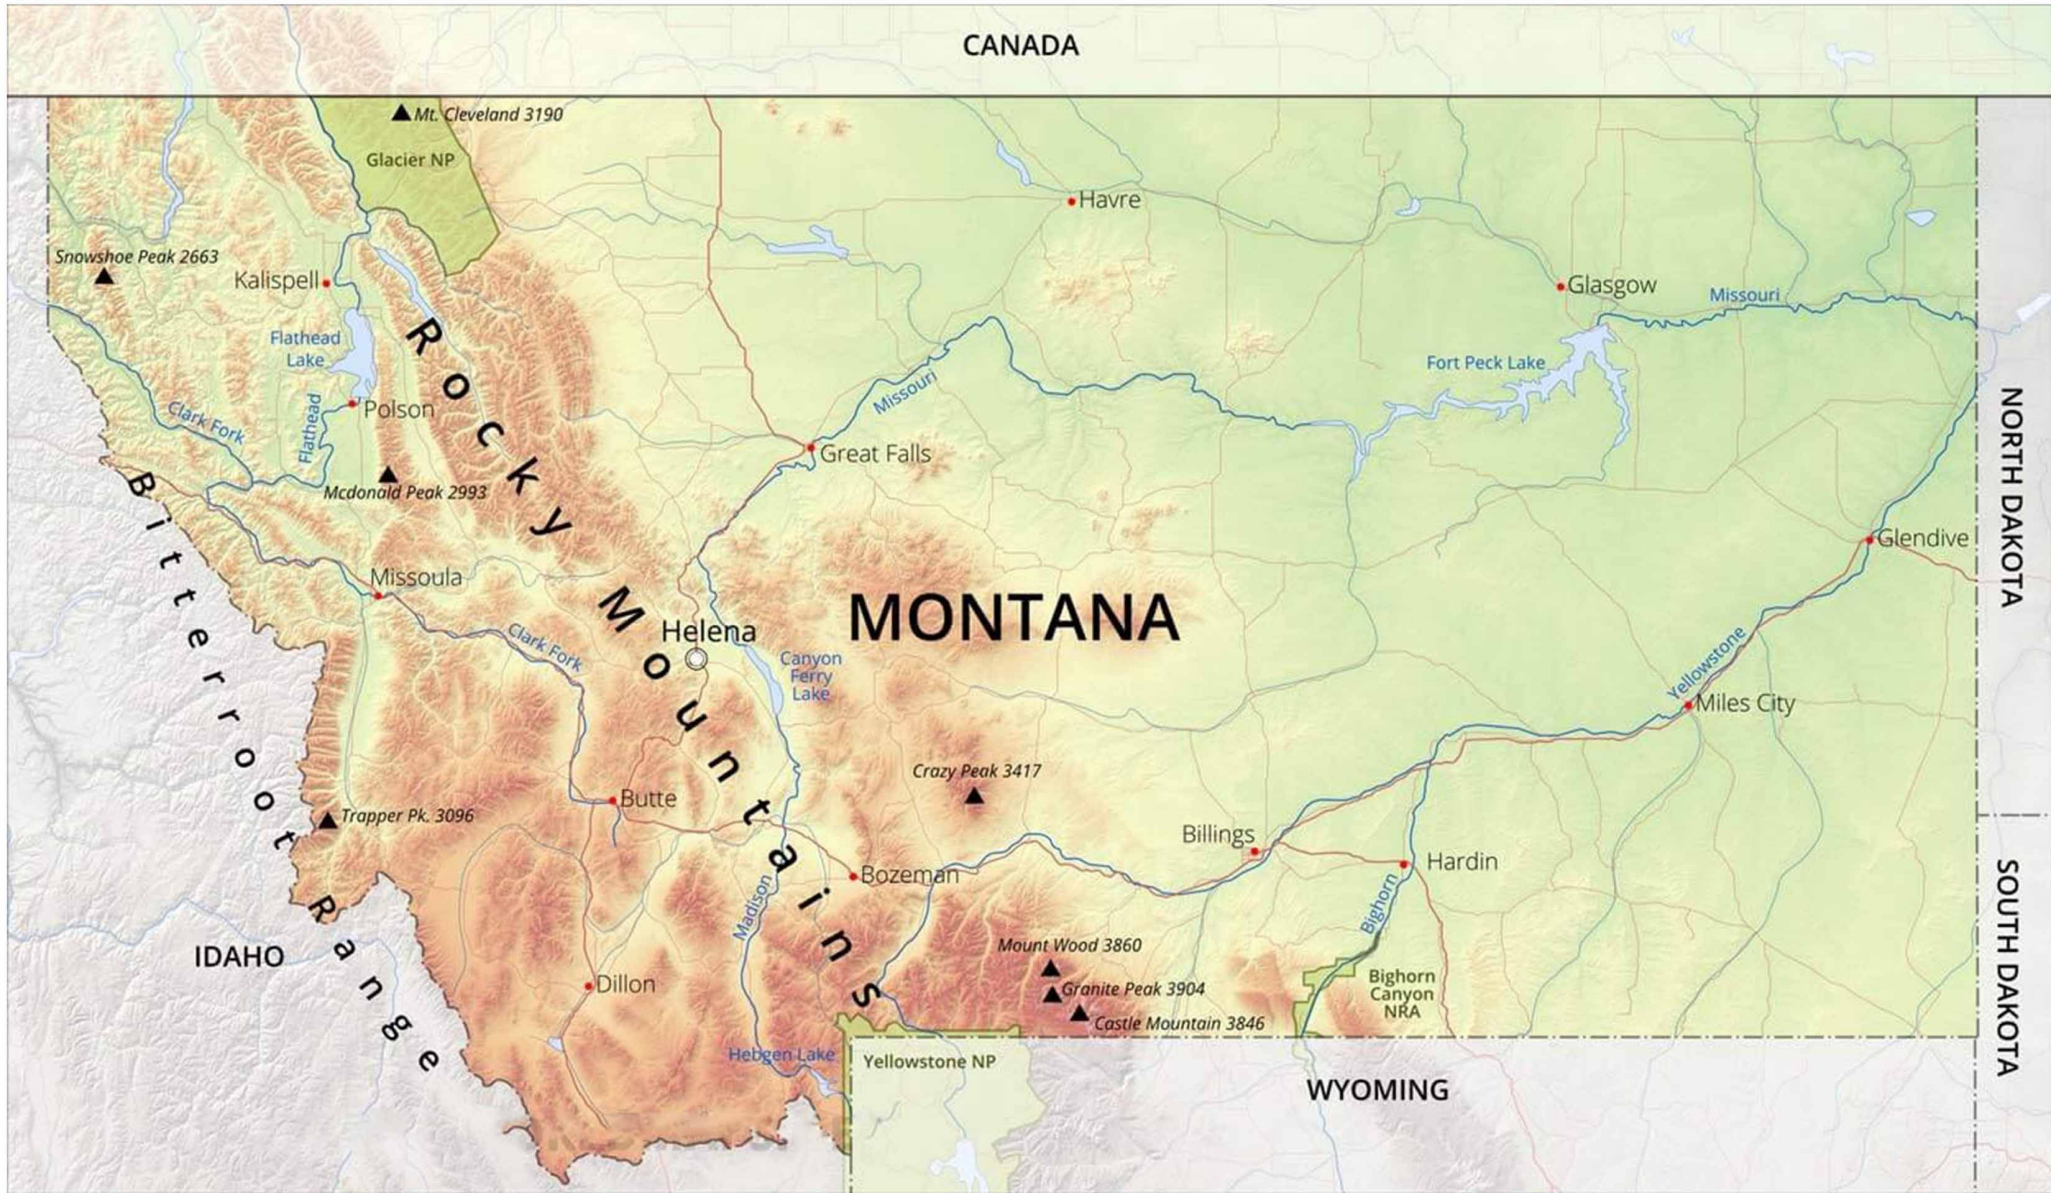 CANADA
Mt. Cleveland 3190
Glacier NP
Havre
Snowshoe Peak 2663
Kalispell
Glasgow
Missouri
Flathead
Lake
Fort Peck Lake
Missouri
Clark Fork
Flathead
Polson
Great Falls
Mcdonald Peak 2993
Rocky Mountains
Bitterroot Range
NORTH DAKOTA
Glendive
Missoula
MONTANA
Helena
Clark Fork
Canyon
Ferry
Lake
Yellowstone
Miles City
Crazy Peak 3417
Butte
Trapper Pk. 3096
Billings
Hardin
Bozeman
Madison
Bighorn
SOUTH DAKOTA
IDAHO
Mount Wood 3860
Dillon
Granite Peak 3904
Bighorn
Canyon
NRA
Castle Mountain 3846
Hebgen Lake
Yellowstone NP
WYOMING